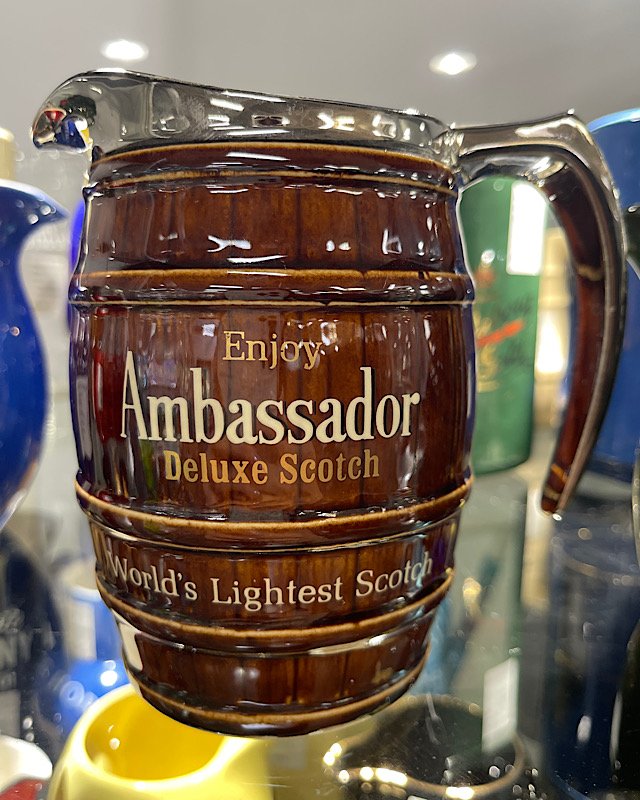 Enjoy
Ambassador
Deluxe Scotch
World's Lightest Scotch